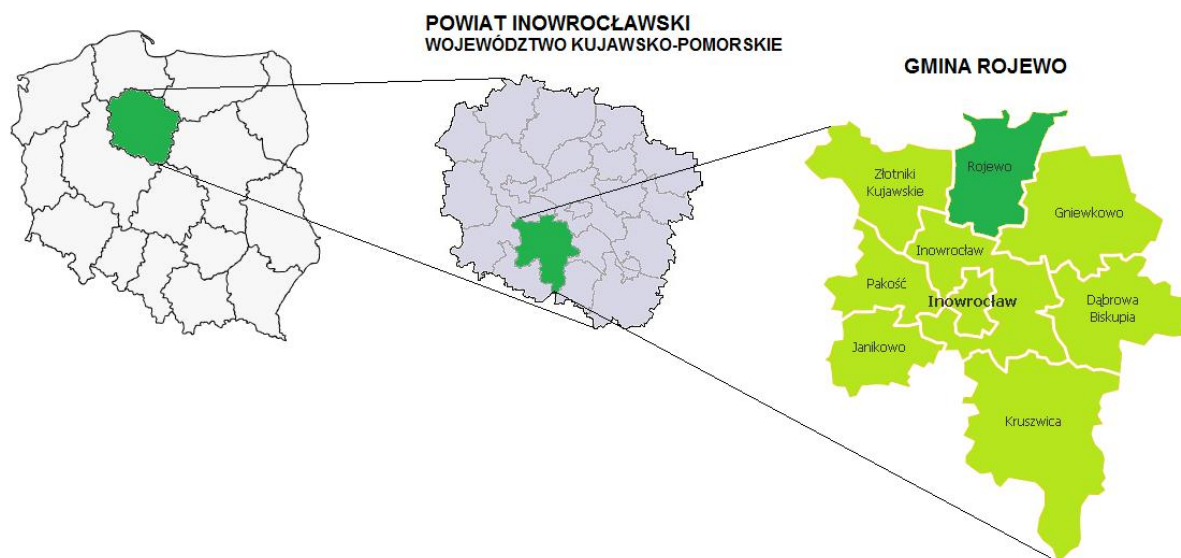 POWIAT INOWROCŁAWSKI
WOJEWÓDZTWO KUJAWSKO-POMORSKIE
GMINA ROJEWO
Rojewo
Złotniki
Kujawskie
Gniewkowo
Inowrocław
Pakość
Inowrocław
Dąbrowa
Biskupia
Janikowo
Kruszwica